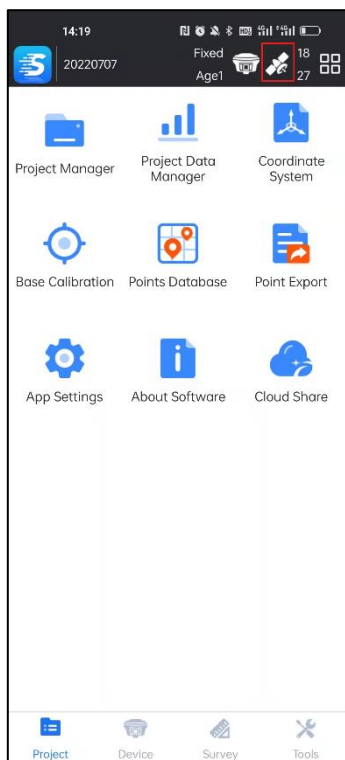 14:19
20220707
Fixed
Age1
18
27
Project Manager
Project Data
Manager
Coordinate
System
Base Calibration
Points Database
Point Export
App Settings
About Software
Cloud Share
Project
Device
Survey
Tools